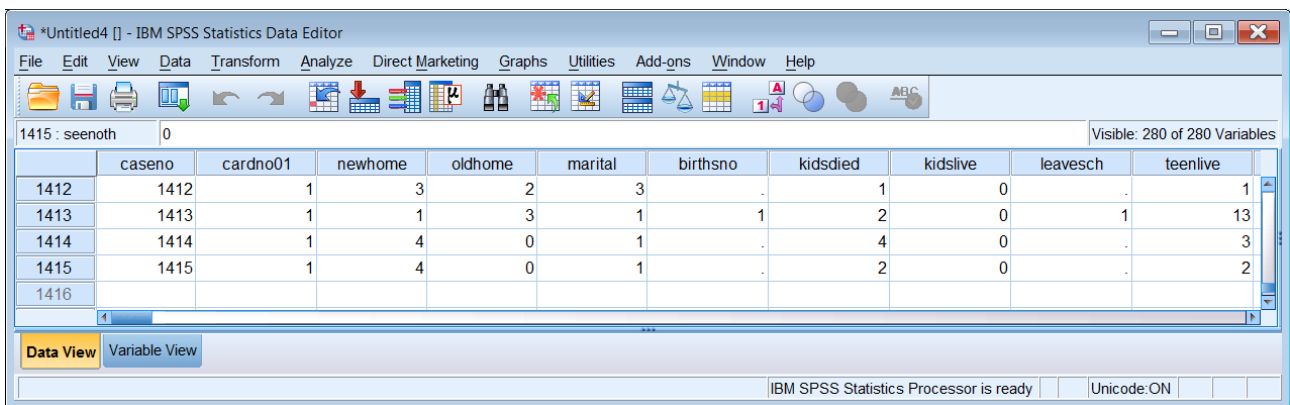 *Untitled4 [] - IBM SPSS Statistics Data Editor
File Edit View Data Transform Analyze Direct Marketing Graphs Utilities Add-ons Window Help
1415 : seenoth 0 Visible: 280 of 280 Variables
caseno cardno01 newhome oldhome marital birthsno kidsdied kidslive leavesch teenlive
1412 1412 1 3 2 3 . 1 0 . 1
1413 1413 1 1 3 1 1 2 0 1 13
1414 1414 1 4 0 1 . 4 0 . 3
1415 1415 1 4 0 1 . 2 0 . 2
1416
Data View Variable View
IBM SPSS Statistics Processor is ready Unicode:ON